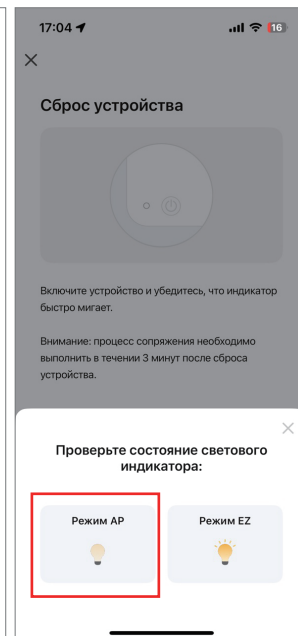 17:04
16
Сброс устройства
Включите устройство и убедитесь, что индикатор
быстро мигает.
Внимание: процесс сопряжения необходимо
выполнить в течении 3 минут после сброса
устройства.
Проверьте состояние светового
индикатора:
Режим AP
Режим EZ